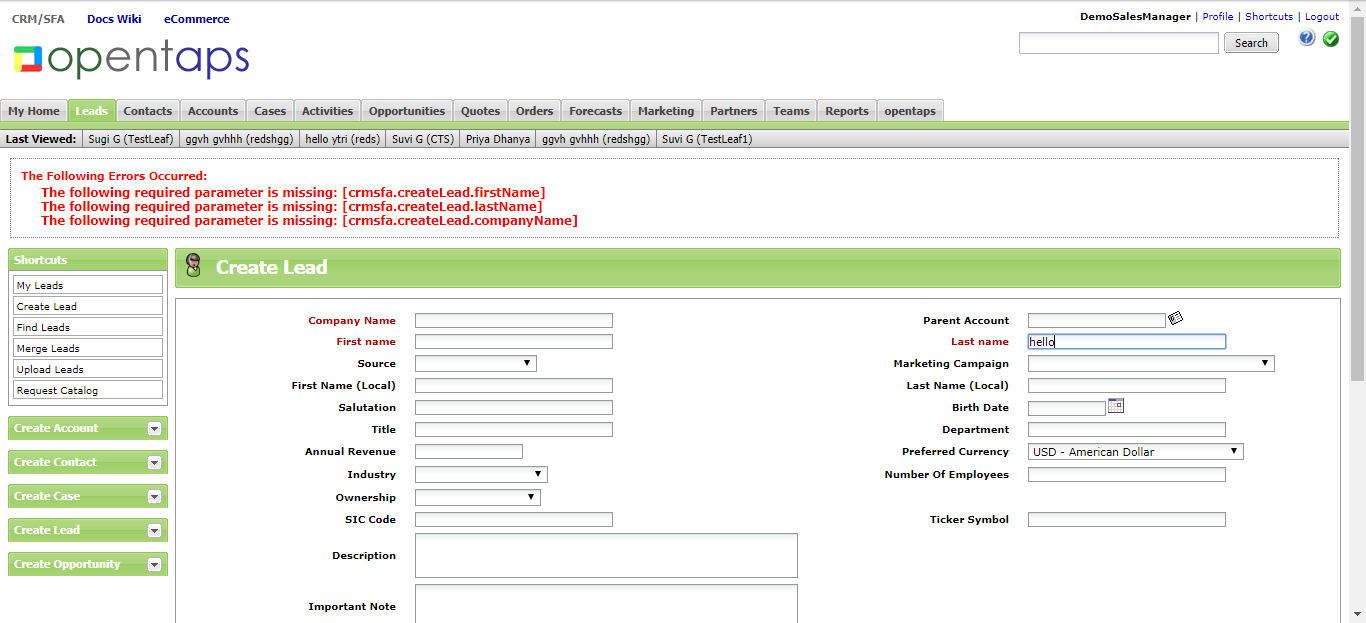 CRM/SFA Docs Wiki eCommerce
DemoSalesManager | Profile | Shortcuts | Logout
opentaps
Search
My Home Leads Contacts Accounts Cases Activities Opportunities Quotes Orders Forecasts Marketing Partners Teams Reports opentaps
Last Viewed: Sugi G (TestLeaf) ggvh gvhhh (redshgg) hello ytri (reds) Suvi G (CTS) Priya Dhanya ggvh gvhhh (redshgg) Suvi G (TestLeaf1)
The Following Errors Occurred:
The following required parameter is missing: [crmsfa.createLead.firstName]
The following required parameter is missing: [crmsfa.createLead.lastName]
The following required parameter is missing: [crmsfa.createLead.companyName]
Shortcuts
My Leads
Create Lead
Find Leads
Merge Leads
Upload Leads
Request Catalog
Create Account
Create Contact
Create Case
Create Lead
Create Opportunity
Create Lead
Company Name Parent Account
First name Last name hello
Source Marketing Campaign
First Name (Local) Last Name (Local)
Salutation Birth Date
Title Department
Annual Revenue Preferred Currency USD - American Dollar
Industry Number Of Employees
Ownership
SIC Code Ticker Symbol
Description
Important Note